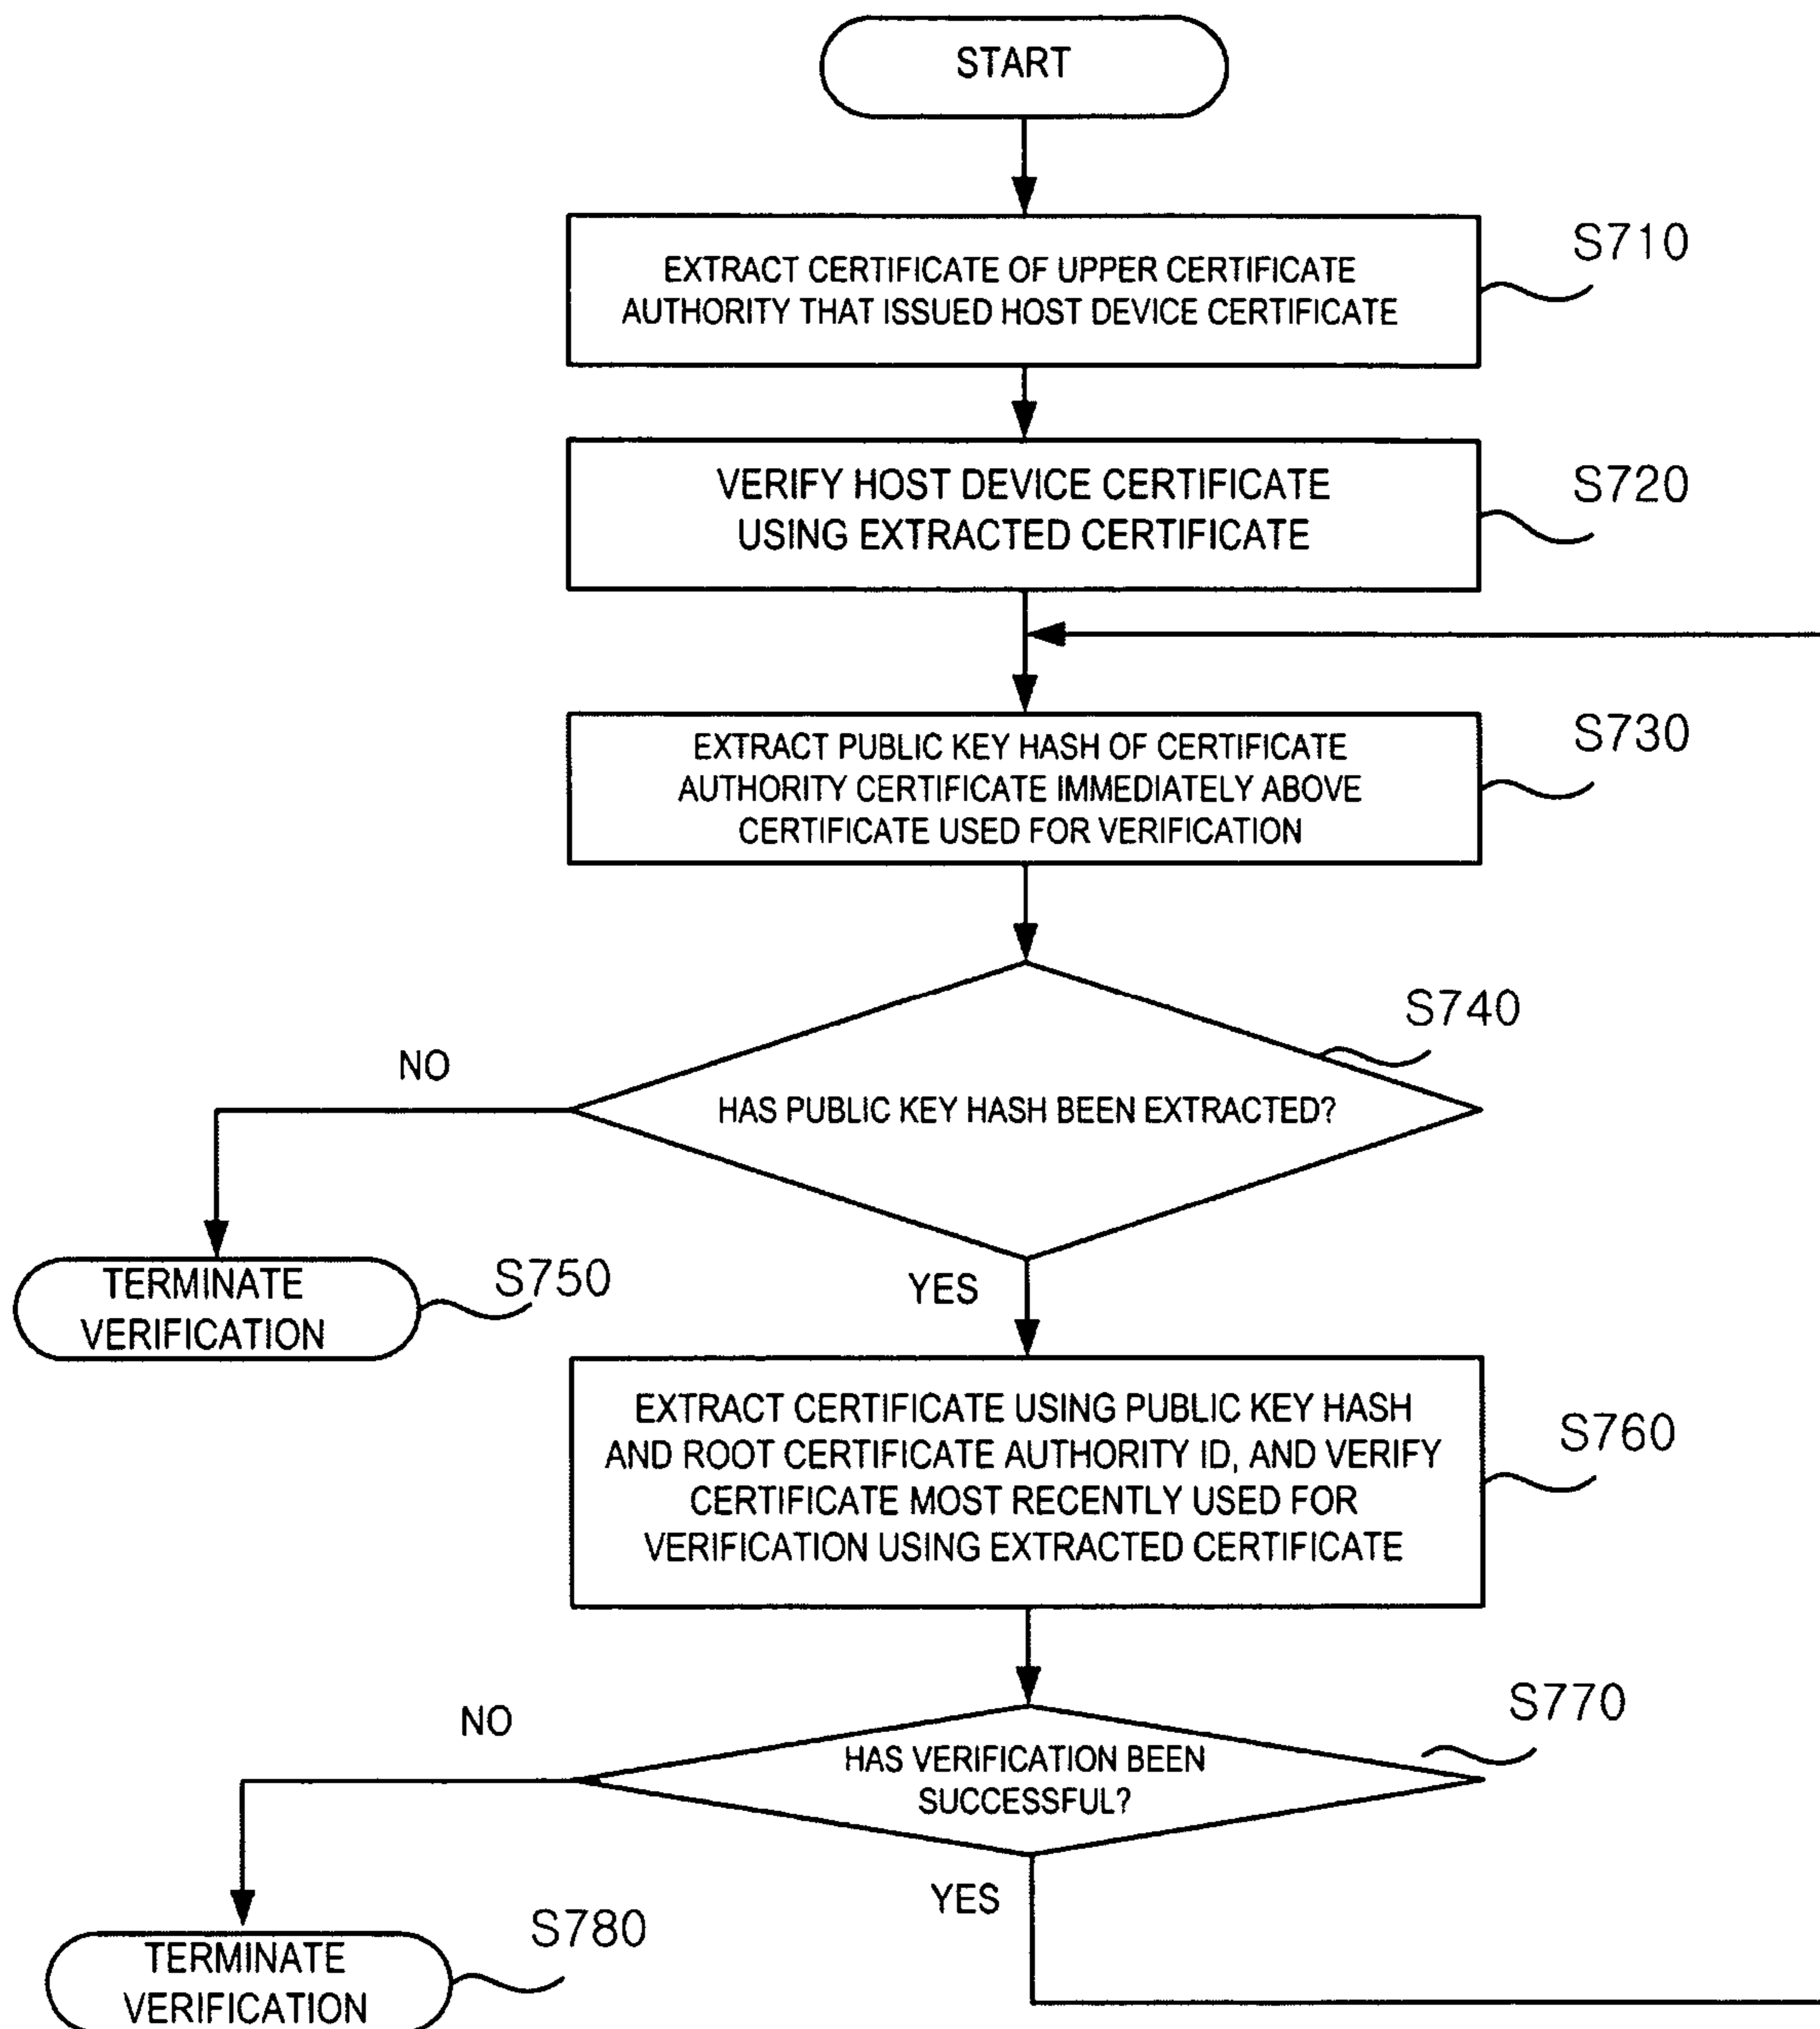 START
EXTRACT CERTIFICATE OF UPPER CERTIFICATE
AUTHORITY THAT ISSUED HOST DEVICE CERTIFICATE
S710
VERIFY HOST DEVICE CERTIFICATE
USING EXTRACTED CERTIFICATE
S720
EXTRACT PUBLIC KEY HASH OF CERTIFICATE
AUTHORITY CERTIFICATE IMMEDIATELY ABOVE
CERTIFICATE USED FOR VERIFICATION
S730
HAS PUBLIC KEY HASH BEEN EXTRACTED?
S740
NO
TERMINATE
VERIFICATION
S750
YES
EXTRACT CERTIFICATE USING PUBLIC KEY HASH
AND ROOT CERTIFICATE AUTHORITY ID, AND VERIFY
CERTIFICATE MOST RECENTLY USED FOR
VERIFICATION USING EXTRACTED CERTIFICATE
S760
HAS VERIFICATION BEEN
SUCCESSFUL?
S770
NO
TERMINATE
VERIFICATION
S780
YES